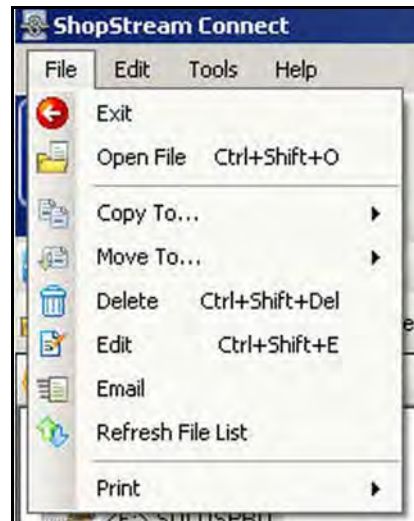 ShopStream Connect
File Edit Tools Help
Exit
Open File Ctrl+Shift+O
Copy To...
Move To...
Delete Ctrl+Shift+Del
Edit Ctrl+Shift+E
Email
Refresh File List
Print